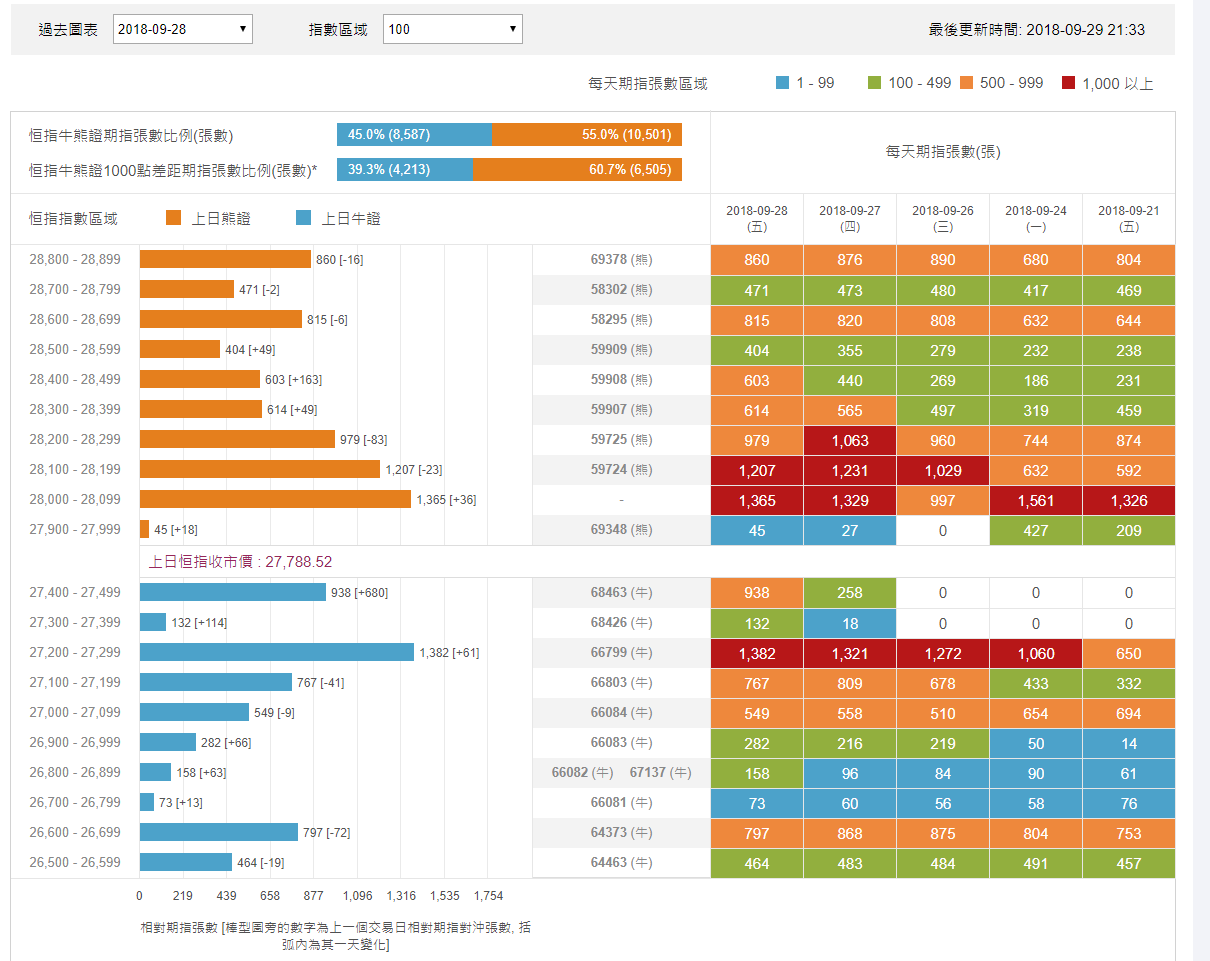 過去圖表 2018-09-28 指數區域 100 最後更新時間: 2018-09-29 21:33
每天期指張數區域 1 - 99 100 - 499 500 - 999 1,000 以上
恒指牛熊證期指張數比例(張數) 45.0% (8,587) 55.0% (10,501)
每天期指張數(張)
恒指牛熊證1000點差距期指張數比例(張數)* 39.3% (4,213) 60.7% (6,505)
恒指指數區域 上日熊證 上日牛證
2018-09-28 2018-09-27 2018-09-26 2018-09-24 2018-09-21
(五) (四) (三) (一) (五)
28,800 - 28,899 860 [-16] 69378 (熊) 860 876 890 680 804
28,700 - 28,799 471 [-2] 58302 (熊) 471 473 480 417 469
28,600 - 28,699 815 [-6] 58295 (熊) 815 820 808 632 644
28,500 - 28,599 404 [+49] 59909 (熊) 404 355 279 232 238
28,400 - 28,499 603 [+163] 59908 (熊) 603 440 269 186 231
28,300 - 28,399 614 [+49] 59907 (熊) 614 565 497 319 459
28,200 - 28,299 979 [-83] 59725 (熊) 979 1,063 960 744 874
28,100 - 28,199 1,207 [-23] 59724 (熊) 1,207 1,231 1,029 632 592
28,000 - 28,099 1,365 [+36] - 1,365 1,329 997 1,561 1,326
27,900 - 27,999 45 [+18] 69348 (熊) 45 27 0 427 209
上日恒指收市價 : 27,788.52
27,400 - 27,499 938 [+680] 68463 (牛) 938 258 0 0 0
27,300 - 27,399 132 [+114] 68426 (牛) 132 18 0 0 0
27,200 - 27,299 1,382 [+61] 66799 (牛) 1,382 1,321 1,272 1,060 650
27,100 - 27,199 767 [-41] 66803 (牛) 767 809 678 433 332
27,000 - 27,099 549 [-9] 66084 (牛) 549 558 510 654 694
26,900 - 26,999 282 [+66] 66083 (牛) 282 216 219 50 14
26,800 - 26,899 158 [+63] 66082 (牛) 67137 (牛) 158 96 84 90 61
26,700 - 26,799 73 [+13] 66081 (牛) 73 60 56 58 76
26,600 - 26,699 797 [-72] 64373 (牛) 797 868 875 804 753
26,500 - 26,599 464 [-19] 64463 (牛) 464 483 484 491 457
0 219 439 658 877 1,096 1,316 1,535 1,754
相對期指張數 [棒型圖旁的數字為上一個交易日相對期指對沖張數, 括
弧內為其一天變化]